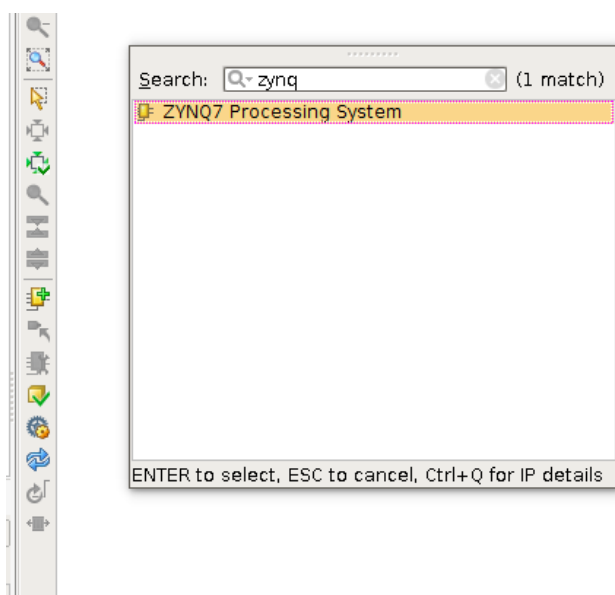 Search: zynq (1 match)
ZYNQ7 Processing System
ENTER to select, ESC to cancel, Ctrl+Q for IP details